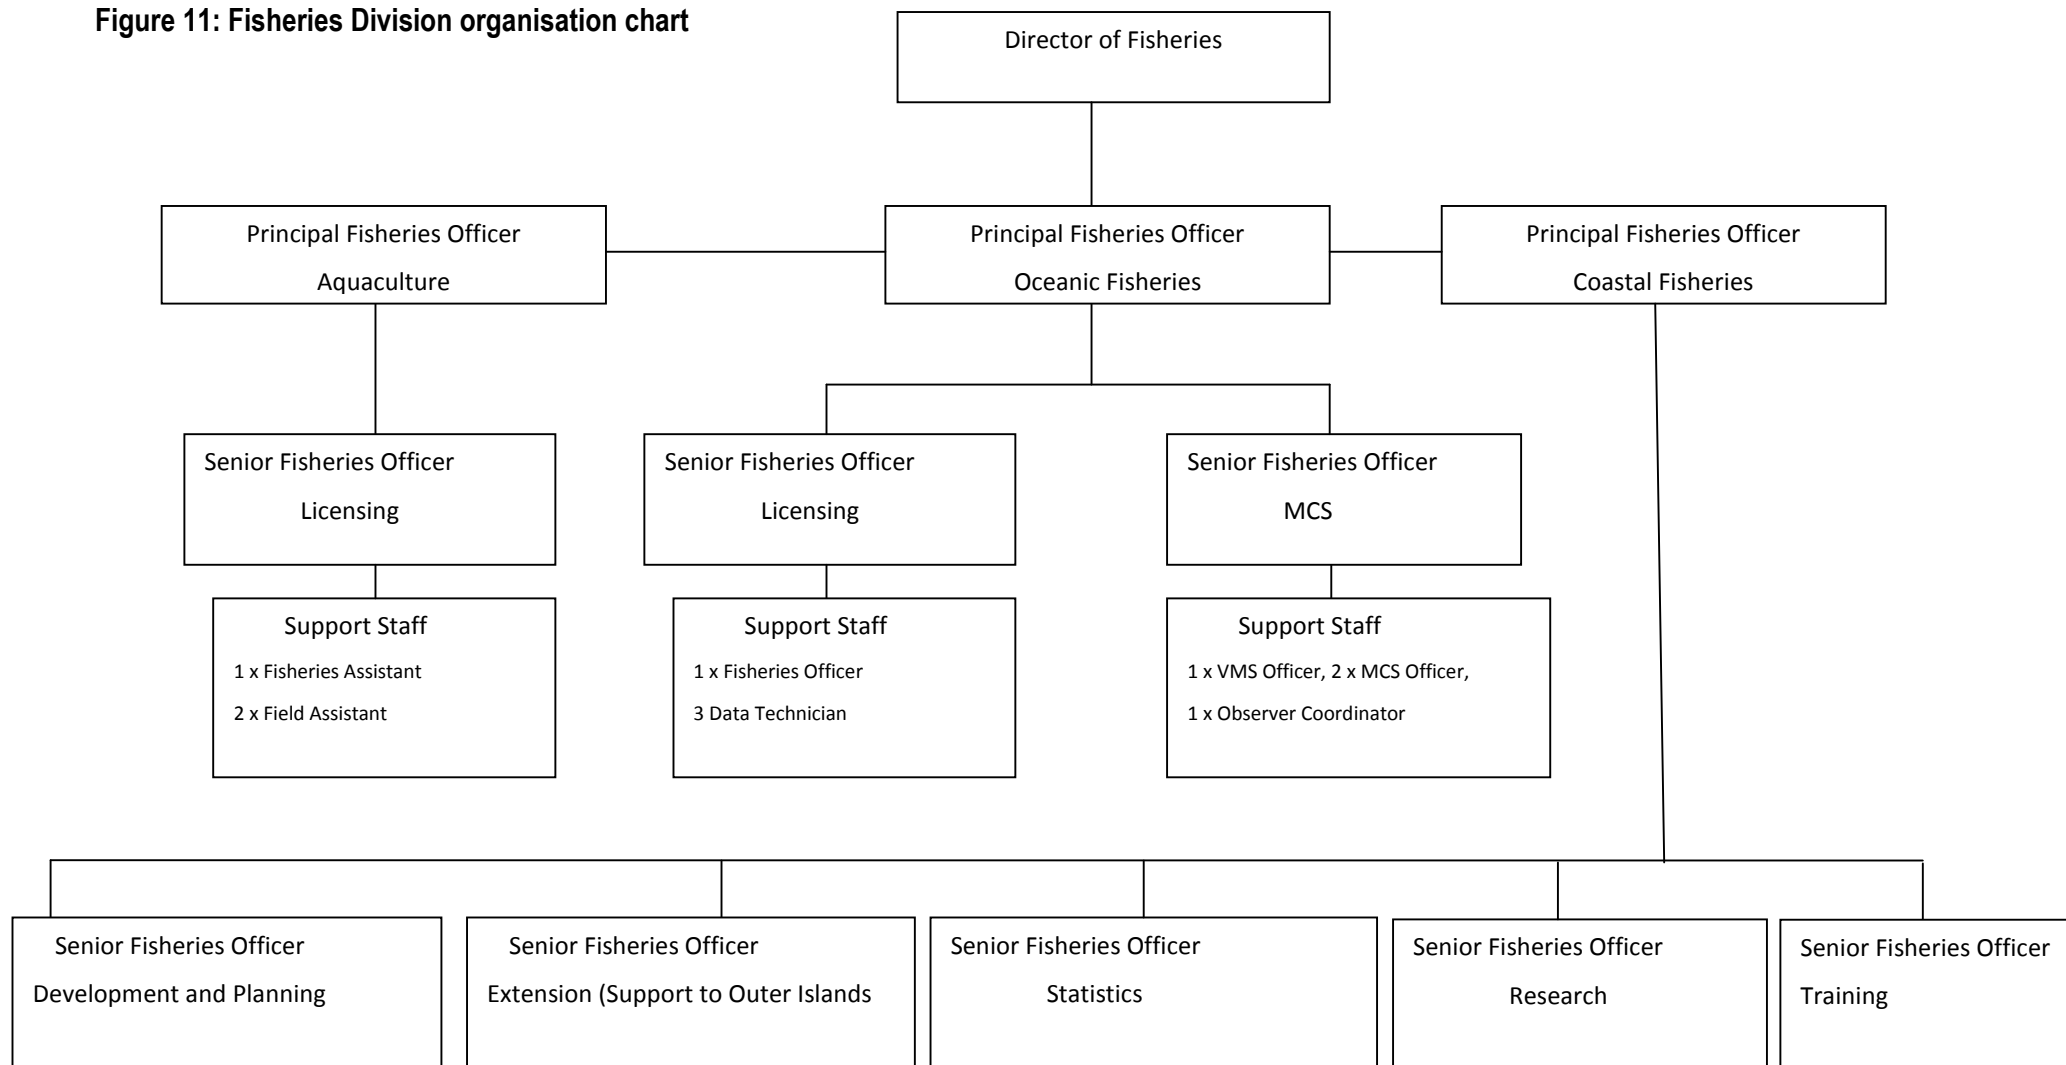 Figure 11: Fisheries Division organisation chart
Director of Fisheries
Principal Fisheries Officer
Aquaculture
Principal Fisheries Officer
Oceanic Fisheries
Principal Fisheries Officer
Coastal Fisheries
Senior Fisheries Officer
Licensing
Senior Fisheries Officer
Licensing
Senior Fisheries Officer
MCS
Support Staff
1 x Fisheries Assistant
2 x Field Assistant
Support Staff
1 x Fisheries Officer
3 Data Technician
Support Staff
1 x VMS Officer, 2 x MCS Officer,
1 x Observer Coordinator
Senior Fisheries Officer
Development and Planning
Senior Fisheries Officer
Extension (Support to Outer Islands
Senior Fisheries Officer
Statistics
Senior Fisheries Officer
Research
Senior Fisheries Officer
Training